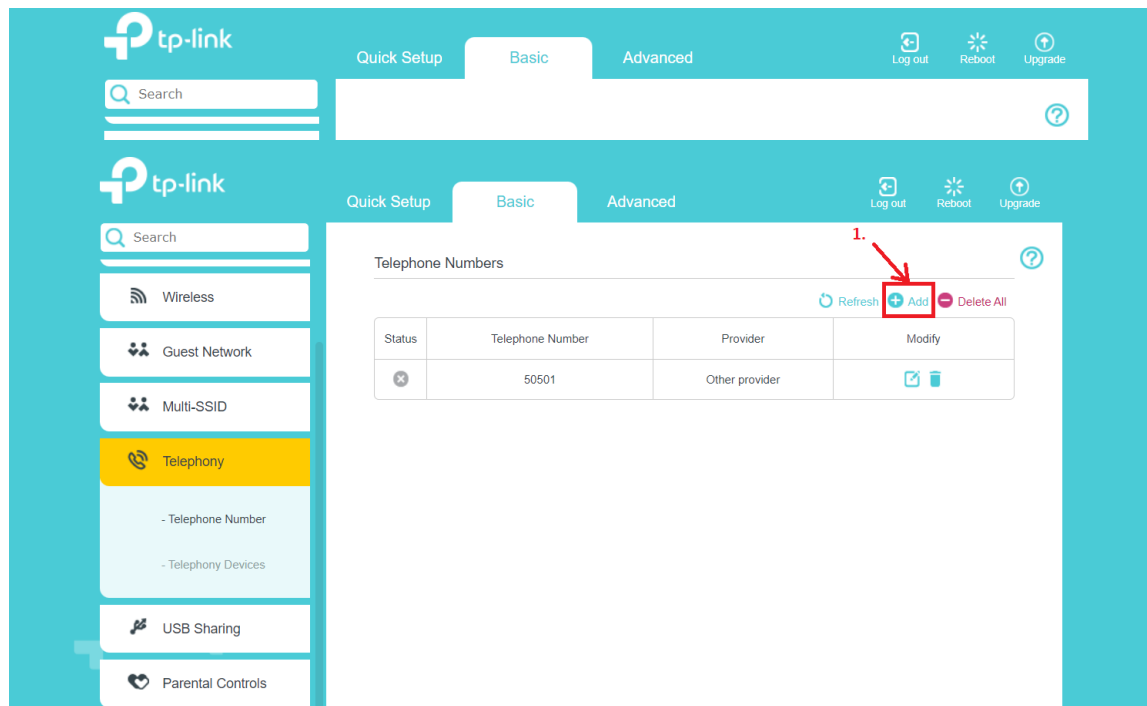 tp-link
Quick Setup Basic Advanced Log out Reboot Upgrade
Search
tp-link
Quick Setup Basic Advanced Log out Reboot Upgrade
Search
1.
Telephone Numbers
Wireless
Refresh Add Delete All
Status Telephone Number Provider Modify
Guest Network
50501 Other provider
Multi-SSID
Telephony
- Telephone Number
- Telephony Devices
USB Sharing
Parental Controls